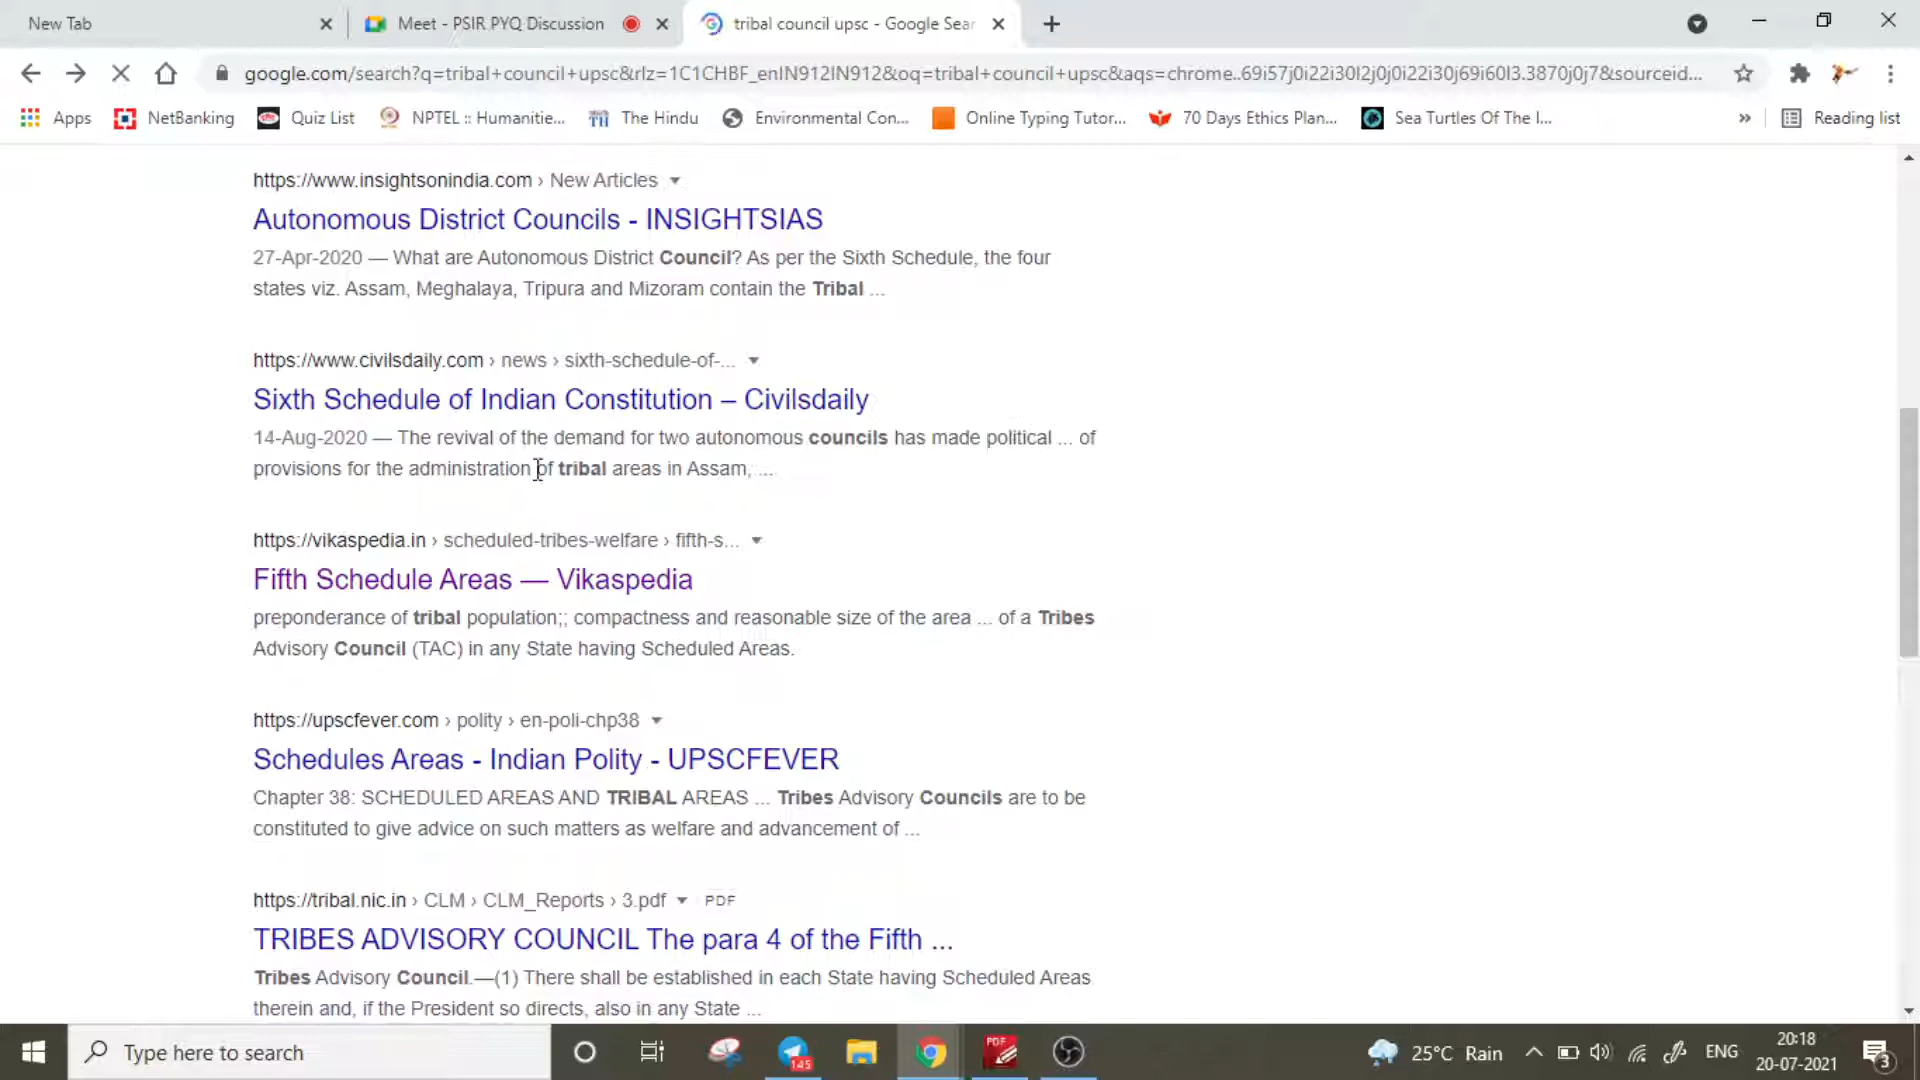 New Tab
Meet - PSIR PYQ Discussion
tribal council upsc - Google Sear
google.com/search?q=tribal+council+upsc&rlz=1C1CHBF_enIN912IN912&oq=tribal+council+upsc&aqs=chrome..69i57j0i22i30l2j0j0i22i30j69i60l3.3870j0j7&sourceid...
Apps
NetBanking
Quiz List
NPTEL :: Humanitie...
The Hindu
Environmental Con...
Online Typing Tutor...
70 Days Ethics Plan...
Sea Turtles Of The I...
»
Reading list
https://www.insightsonindia.com › New Articles
Autonomous District Councils - INSIGHTSIAS
27-Apr-2020 — What are Autonomous District Council? As per the Sixth Schedule, the four
states viz. Assam, Meghalaya, Tripura and Mizoram contain the Tribal ...
https://www.civilsdaily.com › news › sixth-schedule-of-...
Sixth Schedule of Indian Constitution – Civilsdaily
14-Aug-2020 — The revival of the demand for two autonomous councils has made political ... of
provisions for the administration of tribal areas in Assam, ...
https://vikaspedia.in › scheduled-tribes-welfare › fifth-s...
Fifth Schedule Areas — Vikaspedia
preponderance of tribal population;; compactness and reasonable size of the area ... of a Tribes
Advisory Council (TAC) in any State having Scheduled Areas.
https://upscfever.com › polity › en-poli-chp38
Schedules Areas - Indian Polity - UPSCFEVER
Chapter 38: SCHEDULED AREAS AND TRIBAL AREAS ... Tribes Advisory Councils are to be
constituted to give advice on such matters as welfare and advancement of ...
https://tribal.nic.in › CLM › CLM_Reports › 3.pdf PDF
TRIBES ADVISORY COUNCIL The para 4 of the Fifth ...
Tribes Advisory Council.—(1) There shall be established in each State having Scheduled Areas
therein and, if the President so directs, also in any State ...
Type here to search
145
PDF
25°C Rain
ENG
20:18
20-07-2021
3